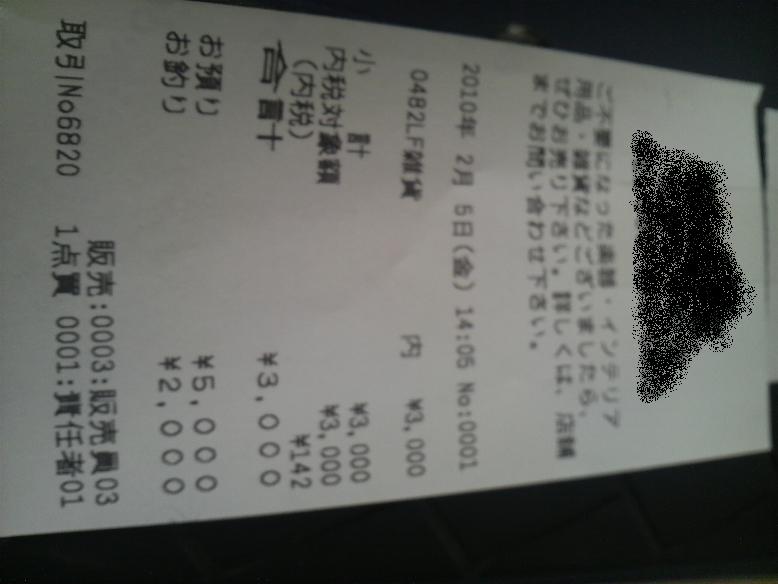 ご不要になった楽器・インテリア
用品・雑貨などございましたら、
ぜひお売り下さい。詳しくは、店舗
までお問い合わせ下さい。
2010年 2月 5日(金) 14:05 No:0001
0482LF雑貨 内 ¥3,000
小計 ¥3,000
内税対象額 ¥3,000
(内税) ¥142
合計 ¥3,000
お預り ¥5,000
お釣り ¥2,000
販売:0003:販売員03
取引No6820 1点買 0001:責任者01